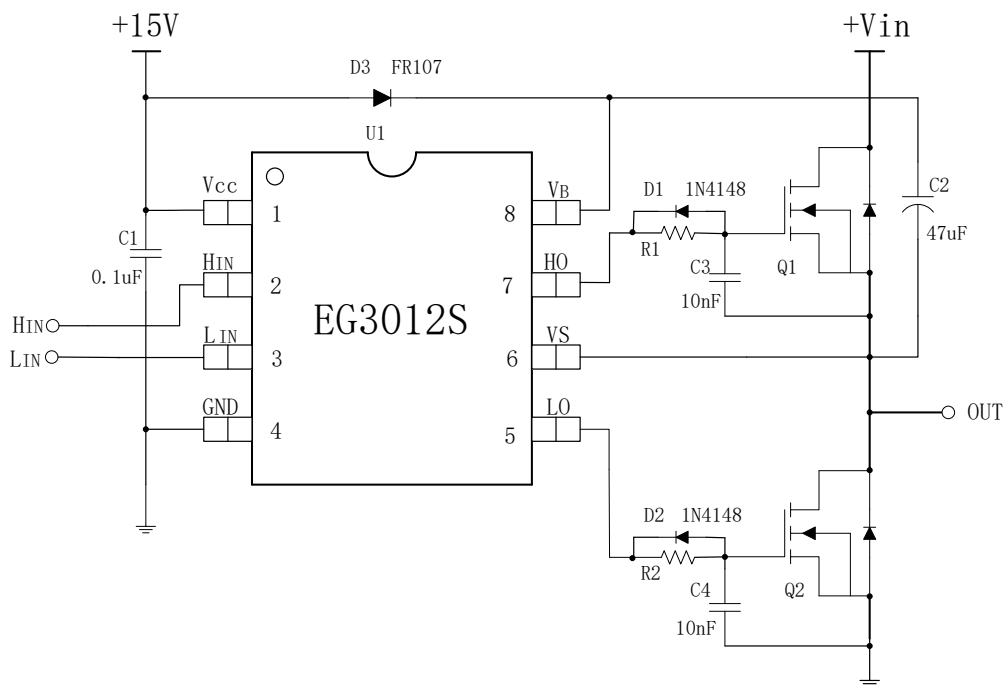 +15V
+Vin
D3 FR107
U1
VCC
1
8
VB
D1 1N4148
C2
47uF
C1
0.1uF
HIN
2
7
HO
R1
C3
10nF
Q1
EG3012S
HIN
LIN
LIN
3
6
VS
GND
4
5
LO
OUT
D2 1N4148
R2
C4
10nF
Q2